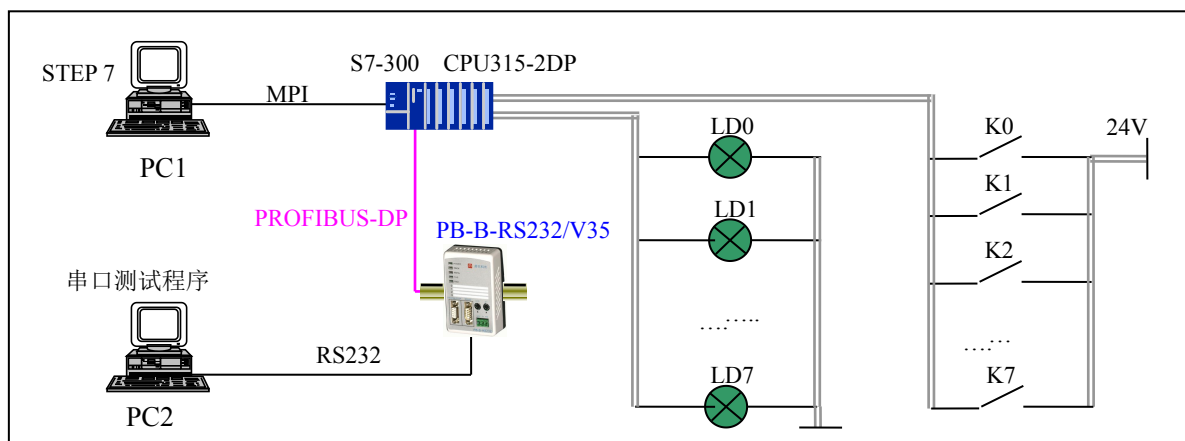 S7-300 CPU315-2DP
STEP 7
MPI
PC1
LD0
K0
24V
K1
LD1
PROFIBUS-DP
PB-B-RS232/V35
K2
串口测试程序
RS232
LD7
K7
PC2